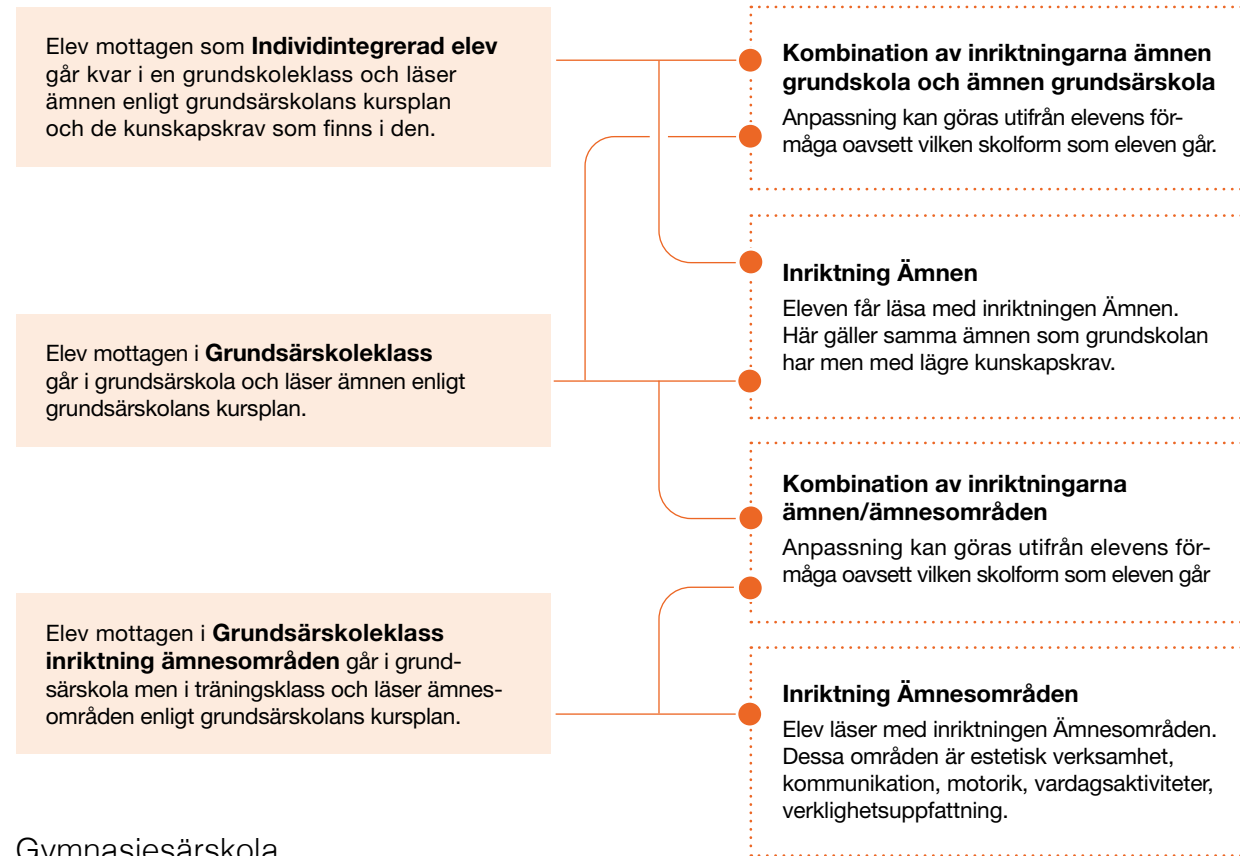 Elev mottagen som Individintegrerad elev
går kvar i en grundskoleklass och läser
ämnen enligt grundsärskolans kursplan
och de kunskapskrav som finns i den.
Elev mottagen i Grundsärskoleklass
går i grundsärskola och läser ämnen enligt
grundsärskolans kursplan.
Elev mottagen i Grundsärskoleklass
inriktning ämnesområden går i grund-
särskola men i träningsklass och läser ämnes-
områden enligt grundsärskolans kursplan.
Kombination av inriktningarna ämnen
grundskola och ämnen grundsärskola
Anpassning kan göras utifrån elevens för-
måga oavsett vilken skolform som eleven går.
Inriktning Ämnen
Eleven får läsa med inriktningen Ämnen.
Här gäller samma ämnen som grundskolan
har men med lägre kunskapskrav.
Kombination av inriktningarna
ämnen/ämnesområden
Anpassning kan göras utifrån elevens för-
måga oavsett vilken skolform som eleven går
Inriktning Ämnesområden
Elev läser med inriktningen Ämnesområden.
Dessa områden är estetisk verksamhet,
kommunikation, motorik, vardagsaktiviteter,
verklighetsuppfattning.
Gymnasiesärskola